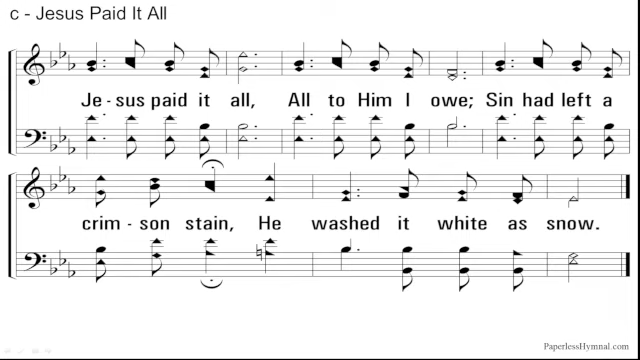 c - Jesus Paid It All
Je - sus paid it all, All to Him I owe; Sin had left a
crim - son stain, He washed it white as snow.
PaperlessHymnal.com